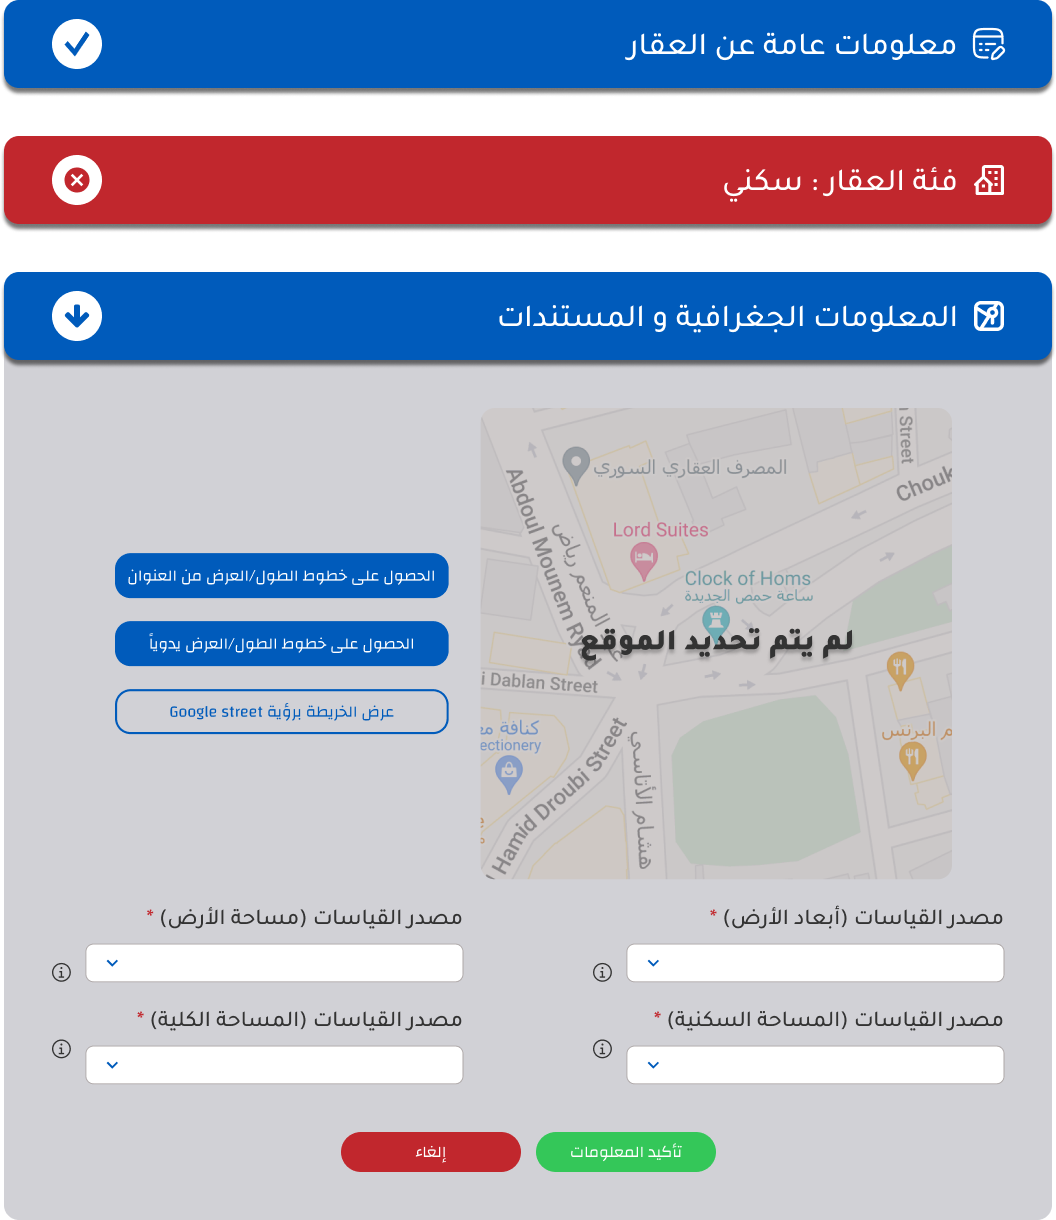 معلومات عامة عن العقار
فئة العقار : سكني
المعلومات الجغرافية و المستندات
Street
المصرف العقاري السوري
Chouk
Abdoul Mounem Ryad
المنعم رياض
Lord Suites
Clock of Homs
ساعة حمص الجديدة
لم يتم تحديد الموقع
i Dablan Street
كنافة مع
ectionery
م البرنس
Hamid Droubi Street
هشام الأتاسي
الحصول على خطوط الطول/العرض من العنوان
الحصول على خطوط الطول/العرض يدوياً
عرض الخريطة برؤية Google street
مصدر القياسات (أبعاد الأرض) *
مصدر القياسات (مساحة الأرض) *
مصدر القياسات (المساحة السكنية) *
مصدر القياسات (المساحة الكلية) *
تأكيد المعلومات
إلغاء